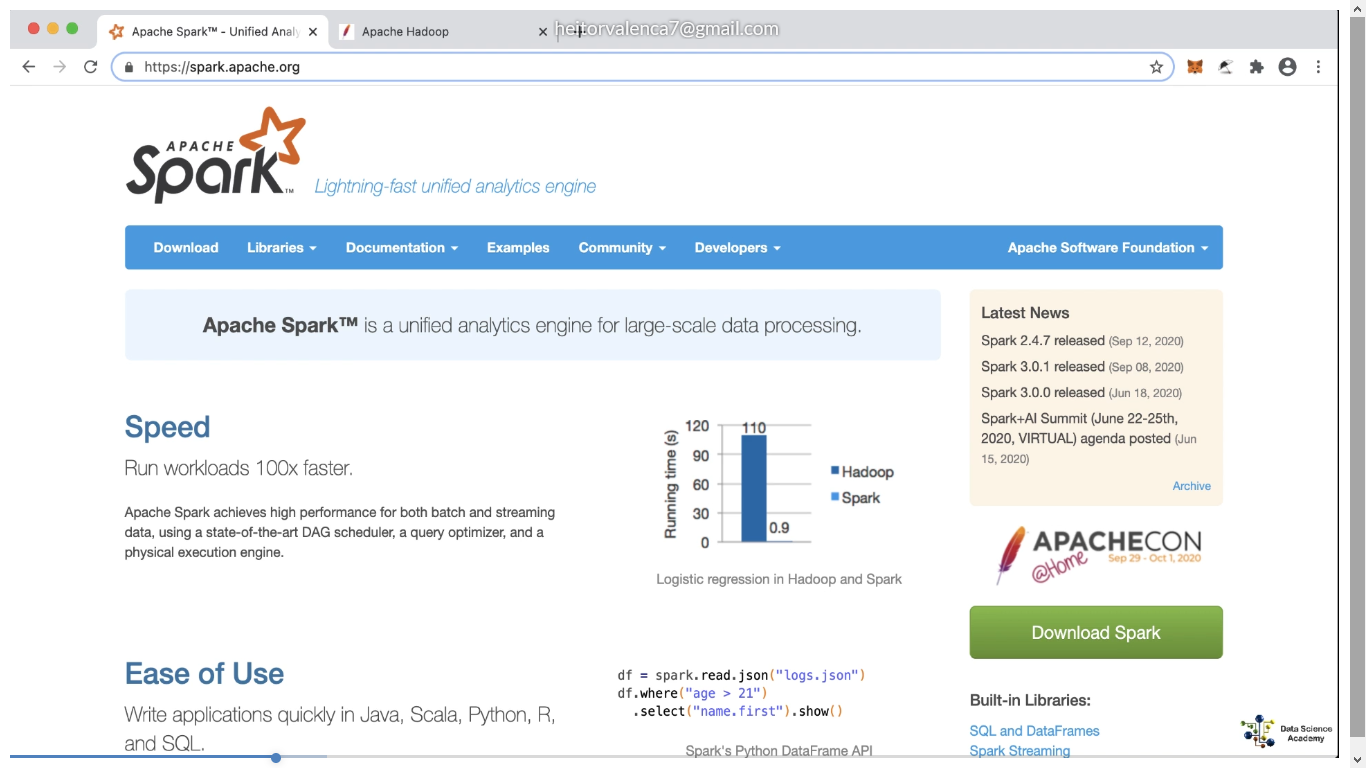 Apache Spark™ - Unified Analy
Apache Hadoop
heitorvalenca7@gmail.com
https://spark.apache.org
APACHE
Spark™
Lightning-fast unified analytics engine
Download Libraries Documentation Examples Community Developers Apache Software Foundation
Apache Spark™ is a unified analytics engine for large-scale data processing.
Latest News
Spark 2.4.7 released (Sep 12, 2020)
Spark 3.0.1 released (Sep 08, 2020)
Spark 3.0.0 released (Jun 18, 2020)
Spark+AI Summit (June 22-25th,
2020, VIRTUAL) agenda posted (Jun
15, 2020)
Archive
Speed
Run workloads 100x faster.
Apache Spark achieves high performance for both batch and streaming
data, using a state-of-the-art DAG scheduler, a query optimizer, and a
physical execution engine.
Running time (s)
120
90
60
30
0
110
0.9
Hadoop
Spark
Logistic regression in Hadoop and Spark
APACHECON
@Home
Sep 29 - Oct 1, 2020
Download Spark
Ease of Use
Write applications quickly in Java, Scala, Python, R,
and SQL.
df = spark.read.json("logs.json")
df.where("age > 21")
.select("name.first").show()
Spark's Python DataFrame API
Built-in Libraries:
SQL and DataFrames
Spark Streaming
Data Science
Academy